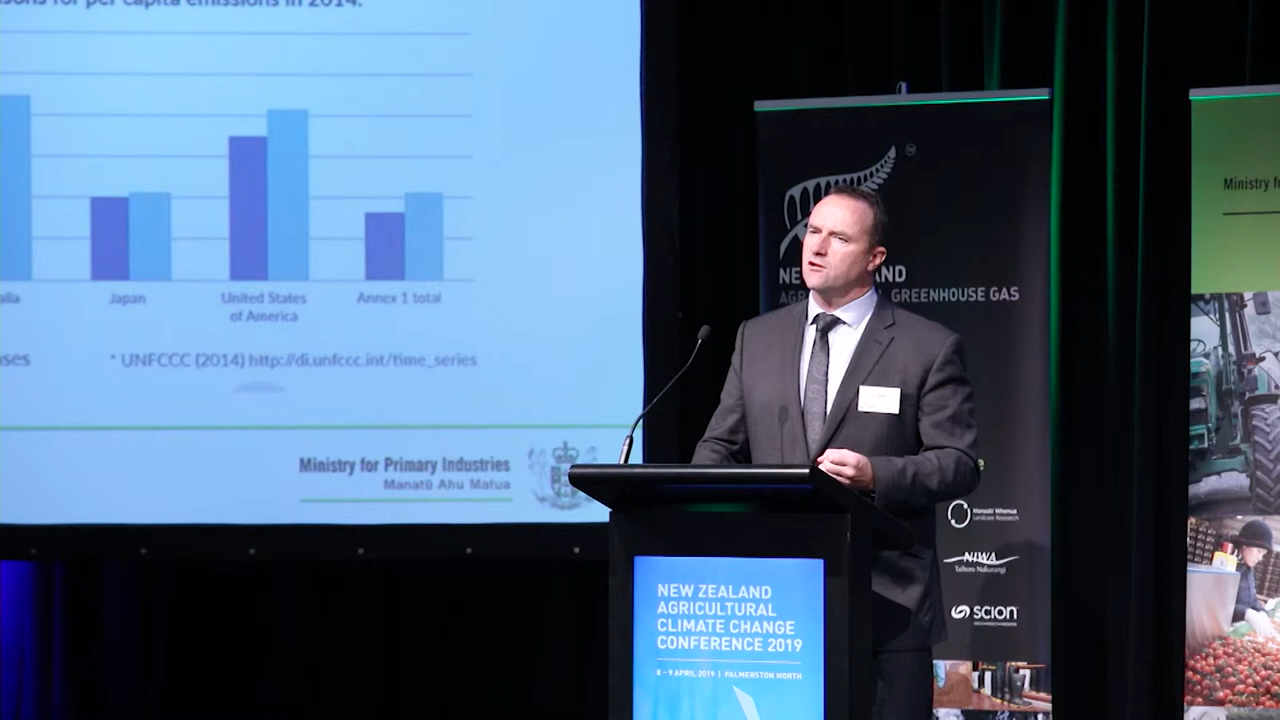 sons for per capita emissions in 2014.
alia
Japan
United States
of America
Annex 1 total
ses
* UNFCCC (2014) http://di.unfccc.int/time_series
Ministry for Primary Industries
Manatū Ahu Matua
NE
AND
GREENHOUSE GAS
Manaaki Whenua
Landcare Research
NIWA
Taihoro Nukurangi
SCION
Ministry f
NEW ZEALAND
AGRICULTURAL
CLIMATE CHANGE
CONFERENCE 2019
8 – 9 APRIL, 2019 | PALMERSTON NORTH